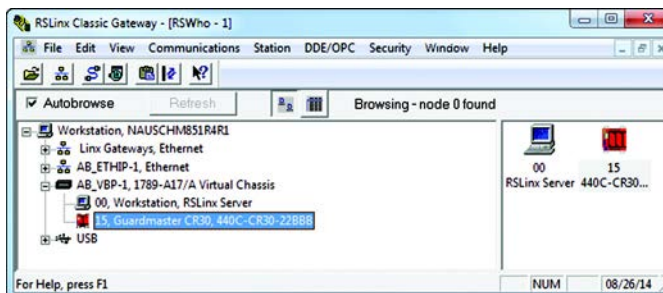 RSLinx Classic Gateway - [RSWho - 1]
File Edit View Communications Station DDE/OPC Security Window Help
Autobrowse Refresh Browsing - node 0 found
Workstation, NAUSCHM851R4R1
Linx Gateways, Ethernet
AB_ETHIP-1, Ethernet
AB_VBP-1, 1789-A17/A Virtual Chassis
00, Workstation, RSLinx Server
15, Guardmaster CR30, 440C-CR30-22BBB
USB
00 15
RSLinx Server 440C-CR30...
For Help, press F1 NUM 08/26/14